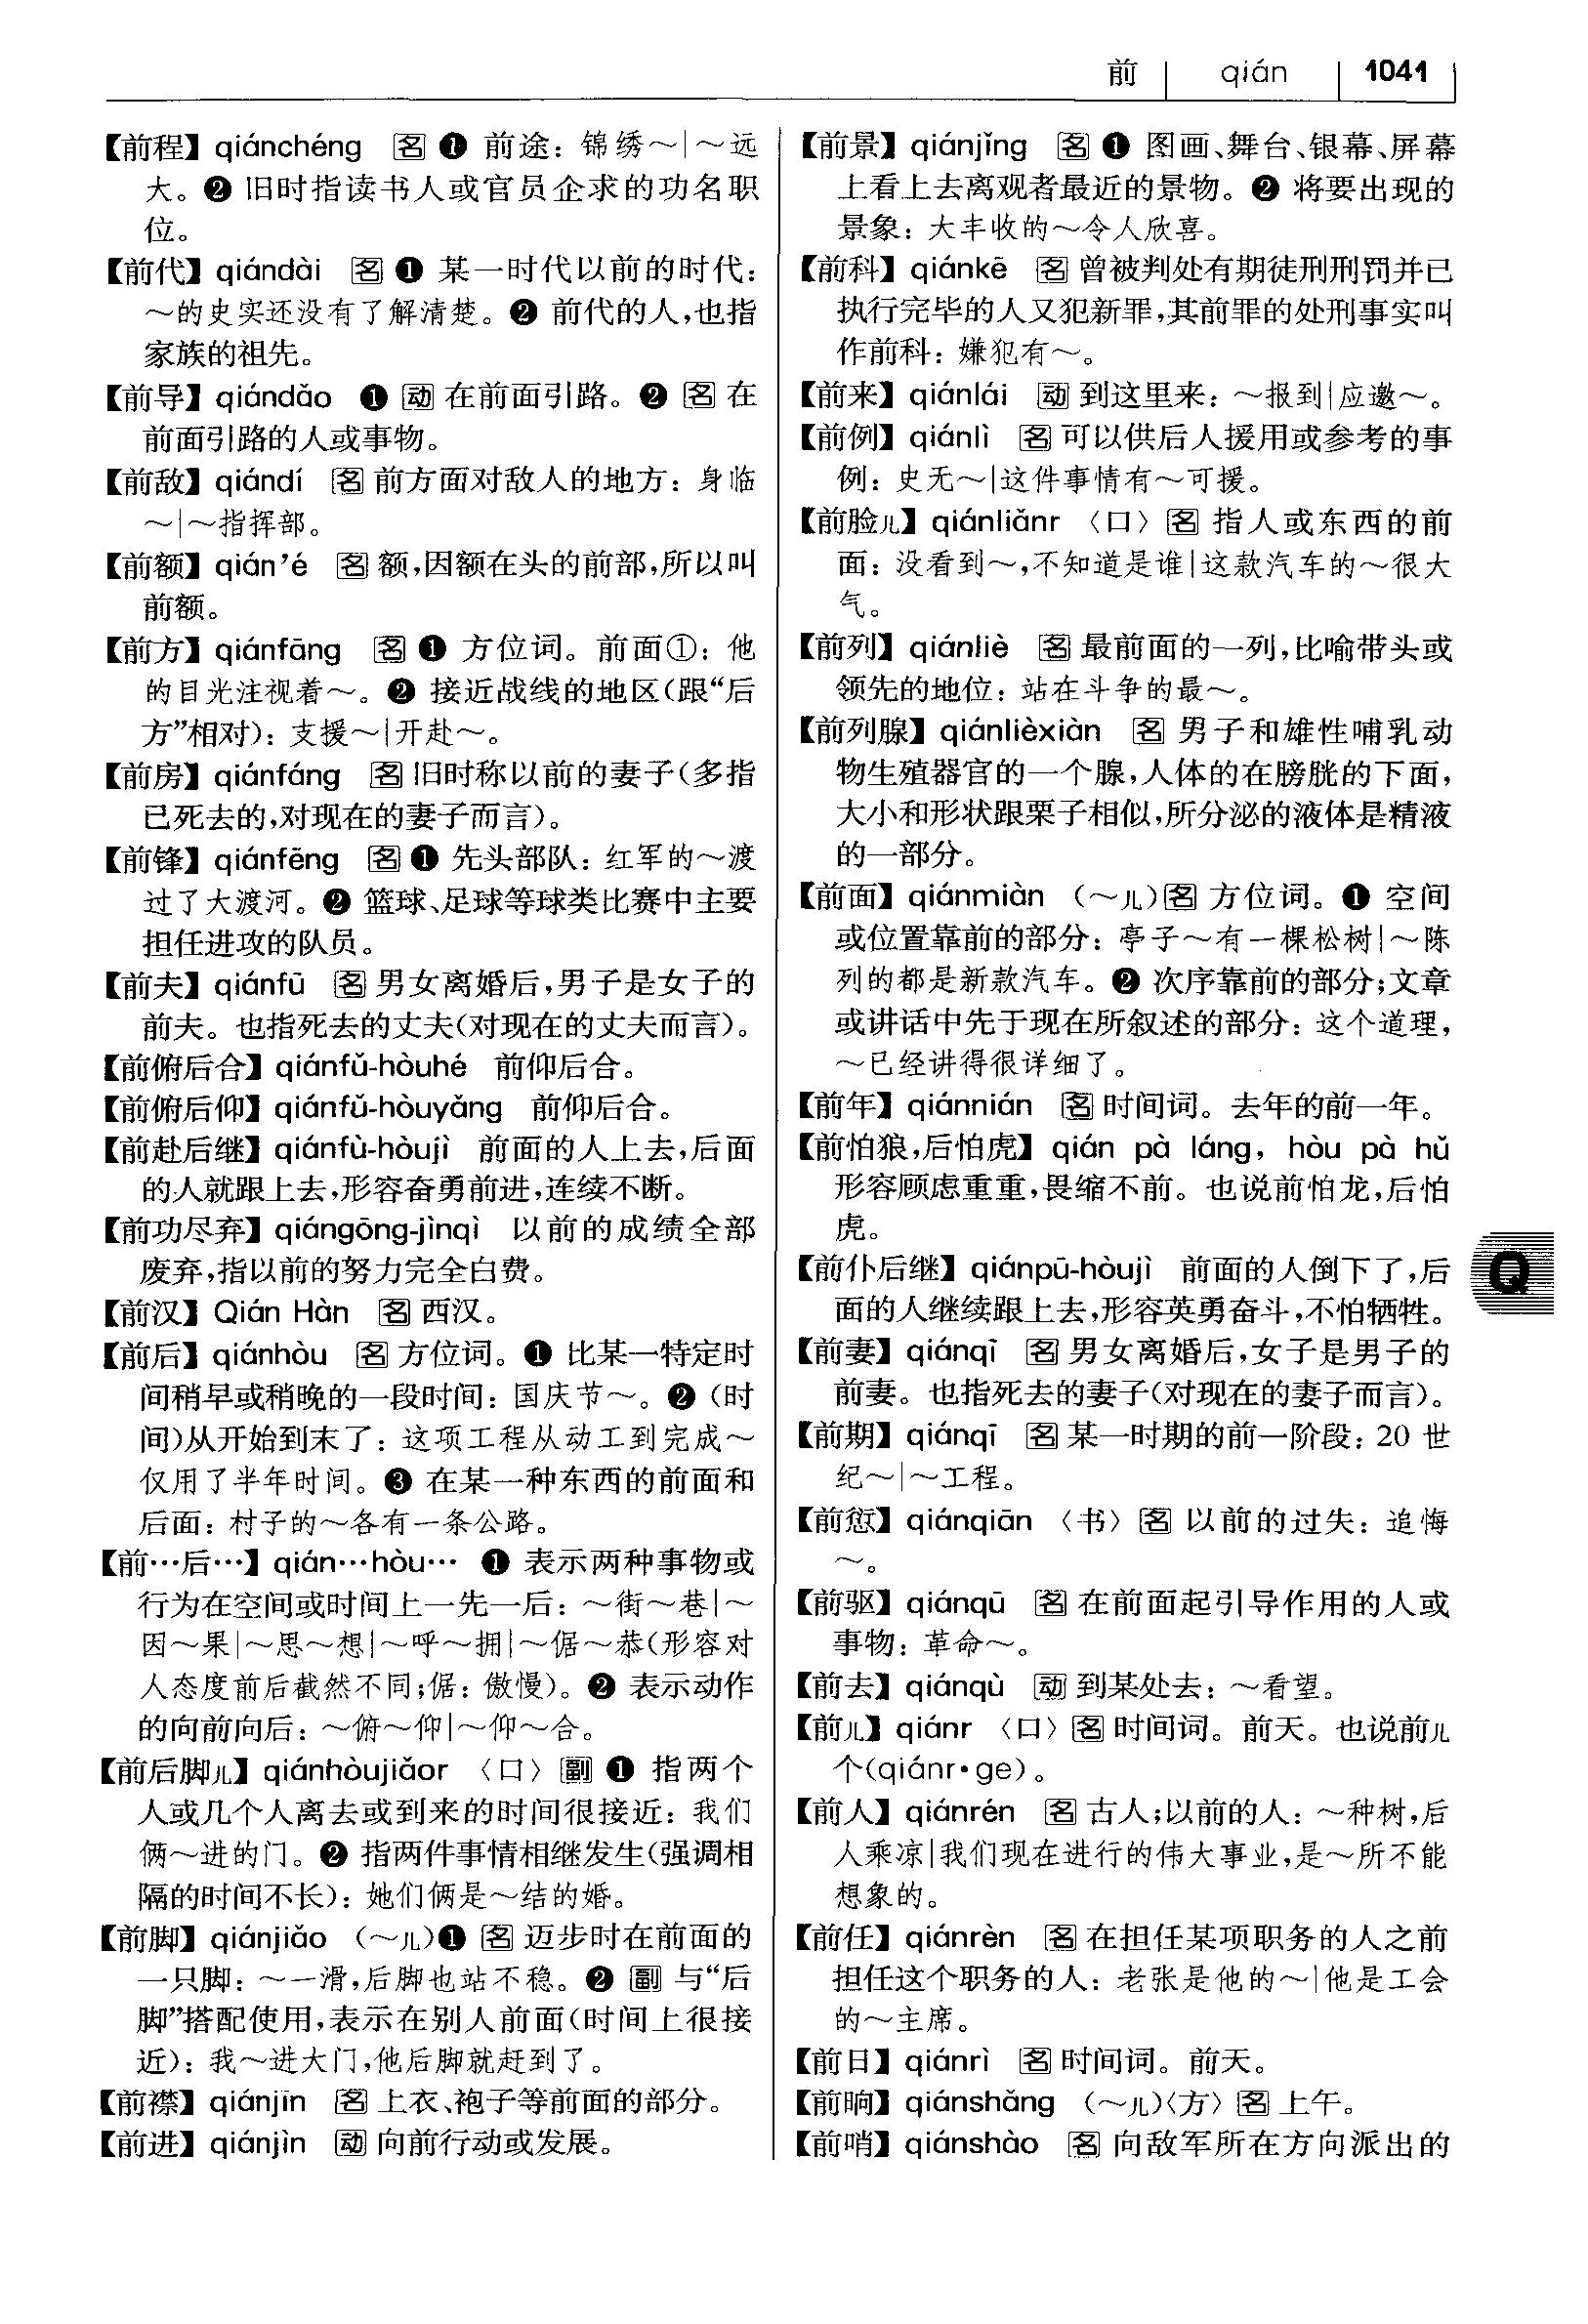 前 qián 1041
【前程】qiánchéng 名 ❶ 前途：锦绣～|～远
大。❷ 旧时指读书人或官员企求的功名职
位。
【前代】qiándài 名 ❶ 某一时代以前的时代：
～的史实还没有了解清楚。❷ 前代的人，也指
家族的祖先。
【前导】qiándǎo ❶ 动 在前面引路。❷ 名 在
前面引路的人或事物。
【前敌】qiándí 名 前方面对敌人的地方：身临
～|～指挥部。
【前额】qián’é 名 额，因额在头的前部，所以叫
前额。
【前方】qiánfāng 名 ❶ 方位词。前面①：他
的目光注视着～。❷ 接近战线的地区（跟“后
方”相对）：支援～|开赴～。
【前房】qiánfáng 名 旧时称以前的妻子（多指
已死去的，对现在的妻子而言）。
【前锋】qiánfēng 名 ❶ 先头部队：红军的～渡
过了大渡河。❷ 篮球、足球等球类比赛中主要
担任进攻的队员。
【前夫】qiánfū 名 男女离婚后，男子是女子的
前夫。也指死去的丈夫（对现在的丈夫而言）。
【前俯后合】qiánfǔ-hòuhé 前仰后合。
【前俯后仰】qiánfǔ-hòuyǎng 前仰后合。
【前赴后继】qiánfù-hòujì 前面的人上去，后面
的人就跟上去，形容奋勇前进，连续不断。
【前功尽弃】qiángōng-jìnqì 以前的成绩全部
废弃，指以前的努力完全白费。
【前汉】Qián Hàn 名 西汉。
【前后】qiánhòu 名 方位词。❶ 比某一特定时
间稍早或稍晚的一段时间：国庆节～。❷（时
间）从开始到末了：这项工程从动工到完成～
仅用了半年时间。❸ 在某一种东西的前面和
后面：村子的～各有一条公路。
【前…后…】qián…hòu… ❶ 表示两种事物或
行为在空间或时间上一先一后：～街～巷|～
因～果|～思～想|～呼～拥|～倨～恭（形容对
人态度前后截然不同；倨：傲慢）。❷ 表示动作
的向前向后：～俯～仰|～仰～合。
【前后脚儿】qiánhòujiǎor 〈口〉副 ❶ 指两个
人或几个人离去或到来的时间很接近：我们
俩～进的门。❷ 指两件事情相继发生（强调相
隔的时间不长）：她们俩是～结的婚。
【前脚】qiánjiǎo （～儿）❶ 名 迈步时在前面的
一只脚：～一滑，后脚也站不稳。❷ 副 与“后
脚”搭配使用，表示在别人前面（时间上很接
近）：我～进大门，他后脚就赶到了。
【前襟】qiánjīn 名 上衣、袍子等前面的部分。
【前进】qiánjìn 动 向前行动或发展。
【前景】qiánjǐng 名 ❶ 图画、舞台、银幕、屏幕
上看上去离观者最近的景物。❷ 将要出现的
景象：大丰收的～令人欣喜。
【前科】qiánkē 名 曾被判处有期徒刑刑罚并已
执行完毕的人又犯新罪，其前罪的处刑事实叫
作前科：嫌犯有～。
【前来】qiánlái 动 到这里来：～报到|应邀～。
【前例】qiánlì 名 可以供后人援用或参考的事
例：史无～|这件事情有～可援。
【前脸儿】qiánliǎnr 〈口〉名 指人或东西的前
面：没看到～，不知道是谁|这款汽车的～很大
气。
【前列】qiánliè 名 最前面的一列，比喻带头或
领先的地位：站在斗争的最～。
【前列腺】qiánlièxiàn 名 男子和雄性哺乳动
物生殖器官的一个腺，人体的在膀胱的下面，
大小和形状跟栗子相似，所分泌的液体是精液
的一部分。
【前面】qiánmiàn （～儿）名 方位词。❶ 空间
或位置靠前的部分：亭子～有一棵松树|～陈
列的都是新款汽车。❷ 次序靠前的部分；文章
或讲话中先于现在所叙述的部分：这个道理，
～已经讲得很详细了。
【前年】qiánnián 名 时间词。去年的前一年。
【前怕狼，后怕虎】qián pà láng，hòu pà hǔ
形容顾虑重重，畏缩不前。也说前怕龙，后怕
虎。
【前仆后继】qiánpū-hòujì 前面的人倒下了，后
面的人继续跟上去，形容英勇奋斗，不怕牺牲。
【前妻】qiánqī 名 男女离婚后，女子是男子的
前妻。也指死去的妻子（对现在的妻子而言）。
【前期】qiánqī 名 某一时期的前一阶段：20 世
纪～|～工程。
【前愆】qiánqiān 〈书〉名 以前的过失：追悔
～。
【前驱】qiánqū 名 在前面起引导作用的人或
事物：革命～。
【前去】qiánqù 动 到某处去：～看望。
【前儿】qiánr 〈口〉名 时间词。前天。也说前儿
个（qiánr·ge）。
【前人】qiánrén 名 古人；以前的人：～种树，后
人乘凉|我们现在进行的伟大事业，是～所不能
想象的。
【前任】qiánrèn 名 在担任某项职务的人之前
担任这个职务的人：老张是他的～|他是工会
的～主席。
【前日】qiánrì 名 时间词。前天。
【前晌】qiánshǎng （～儿）〈方〉名 上午。
【前哨】qiánshào 名 向敌军所在方向派出的
Q